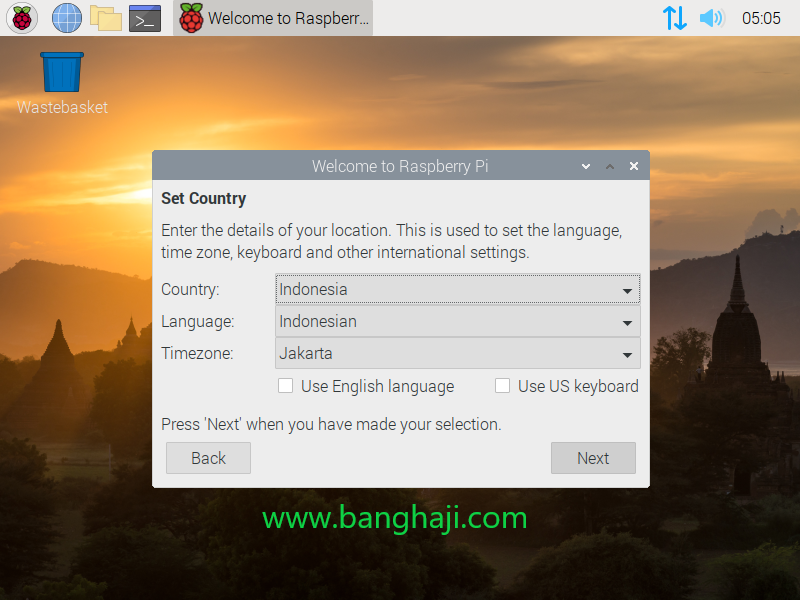 Welcome to Raspberr...
05:05
Wastebasket
Welcome to Raspberry Pi
Set Country
Enter the details of your location. This is used to set the language,
time zone, keyboard and other international settings.
Country: Indonesia
Language: Indonesian
Timezone: Jakarta
Use English language Use US keyboard
Press 'Next' when you have made your selection.
Back Next
www.banghaji.com